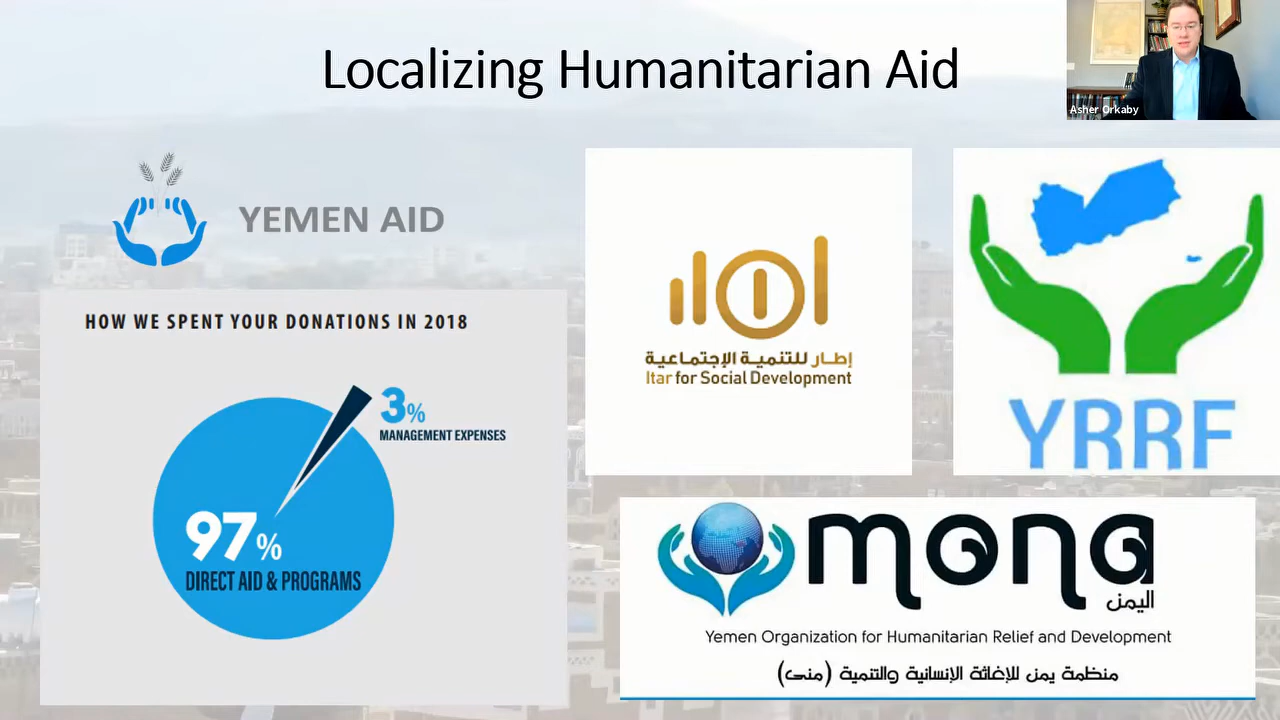 Localizing Humanitarian Aid
Asher Orkaby
YEMEN AID
HOW WE SPENT YOUR DONATIONS IN 2018
3%
MANAGEMENT EXPENSES
97%
DIRECT AID & PROGRAMS
إطار للتنمية الإجتماعية
Itar for Social Development
YRRF
mona
اليمن
Yemen Organization for Humanitarian Relief and Development
منظمة يمن للإغاثة الإنسانية والتنمية (منى)